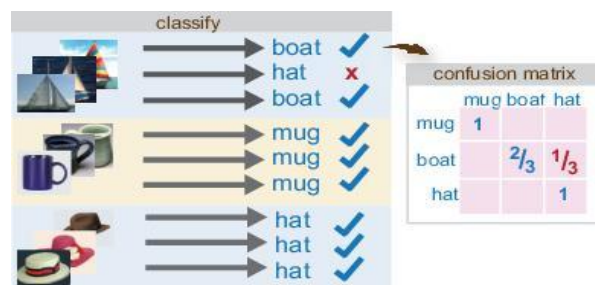 classify
boat
hat x
boat
mug
mug
mug
hat
hat
hat
confusion matrix
mug boat hat
mug 1
boat 2/3 1/3
hat 1